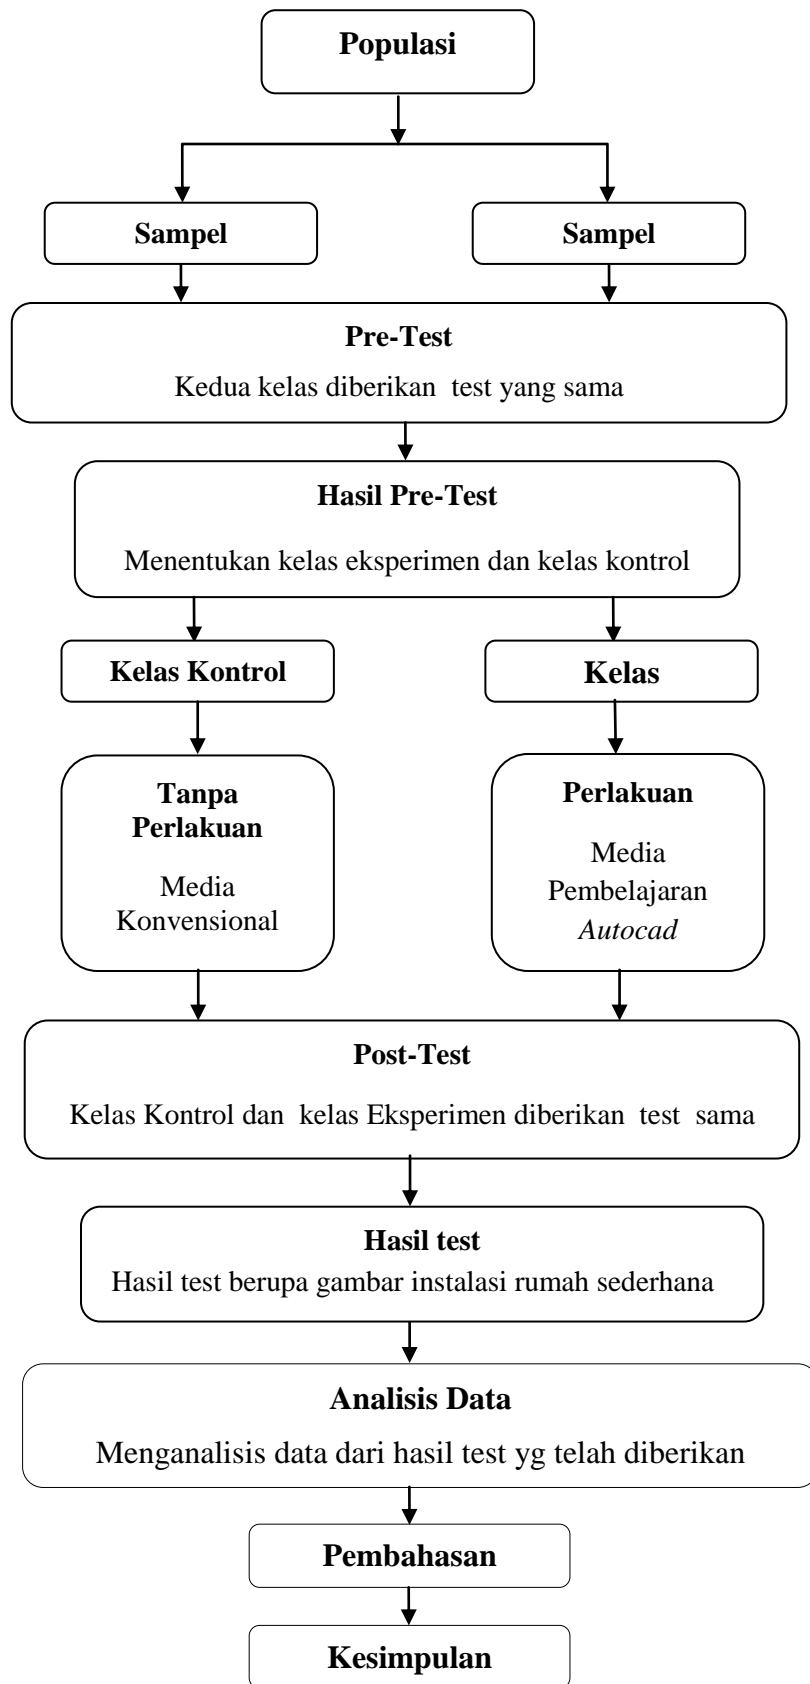 Populasi
Sampel
Sampel
Pre-Test
Kedua kelas diberikan  test yang sama
Hasil Pre-Test
Menentukan kelas eksperimen dan kelas kontrol
Kelas Kontrol
Kelas
Tanpa
Perlakuan
Media
Konvensional
Perlakuan
Media
Pembelajaran
Autocad
Post-Test
Kelas Kontrol dan  kelas Eksperimen diberikan  test  sama
Hasil test
Hasil test berupa gambar instalasi rumah sederhana
Analisis Data
Menganalisis data dari hasil test yg telah diberikan
Pembahasan
Kesimpulan